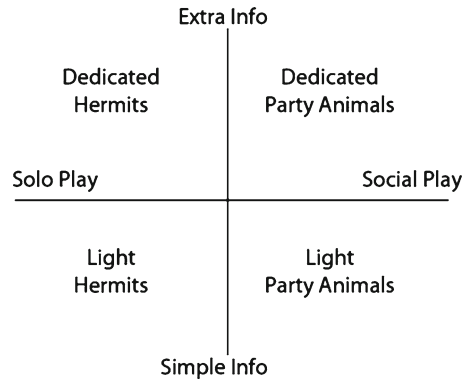 Extra Info
Dedicated
Hermits
Dedicated
Party Animals
Solo Play
Social Play
Light
Hermits
Light
Party Animals
Simple Info